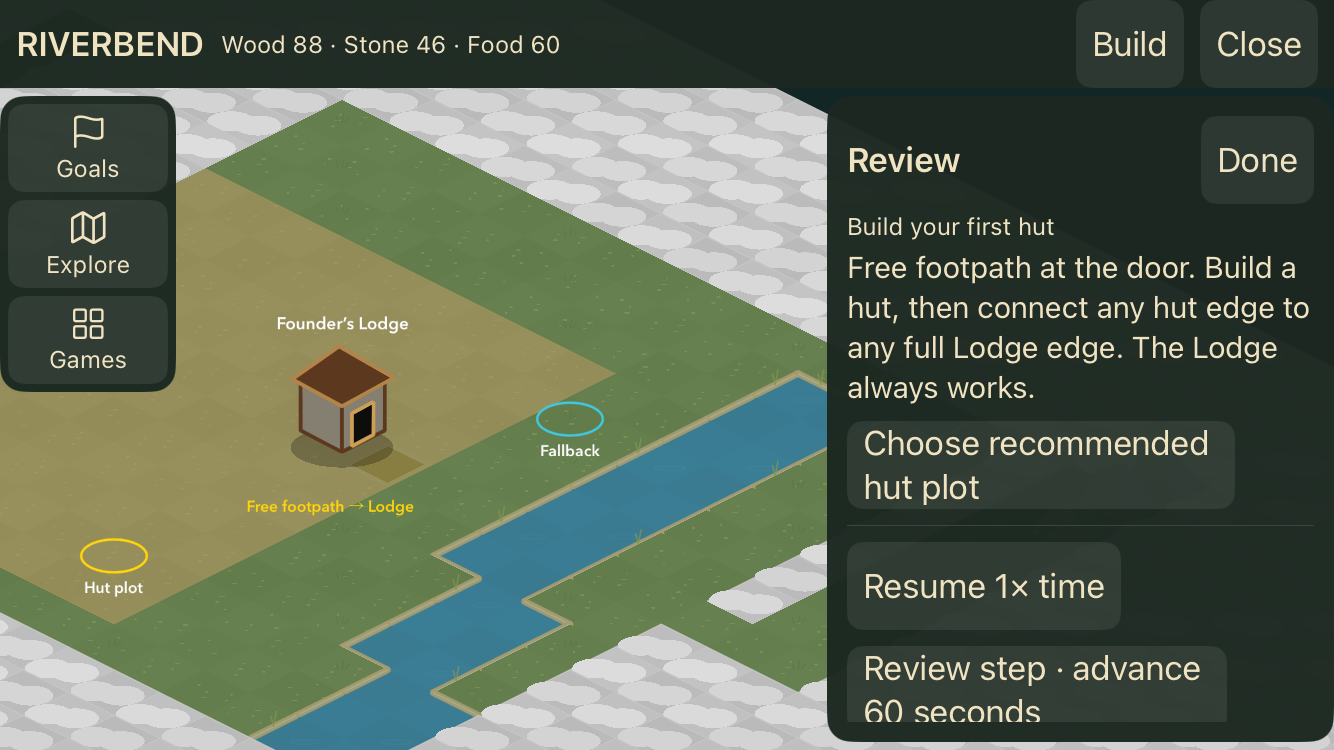 RIVERBEND Wood 88 · Stone 46 · Food 60
Build
Close
Goals
Explore
Games
Founder's Lodge
Free footpath → Lodge
Fallback
Hut plot
Review
Done
Build your first hut
Free footpath at the door. Build a
hut, then connect any hut edge to
any full Lodge edge. The Lodge
always works.
Choose recommended
hut plot
Resume 1× time
Review step · advance
60 seconds